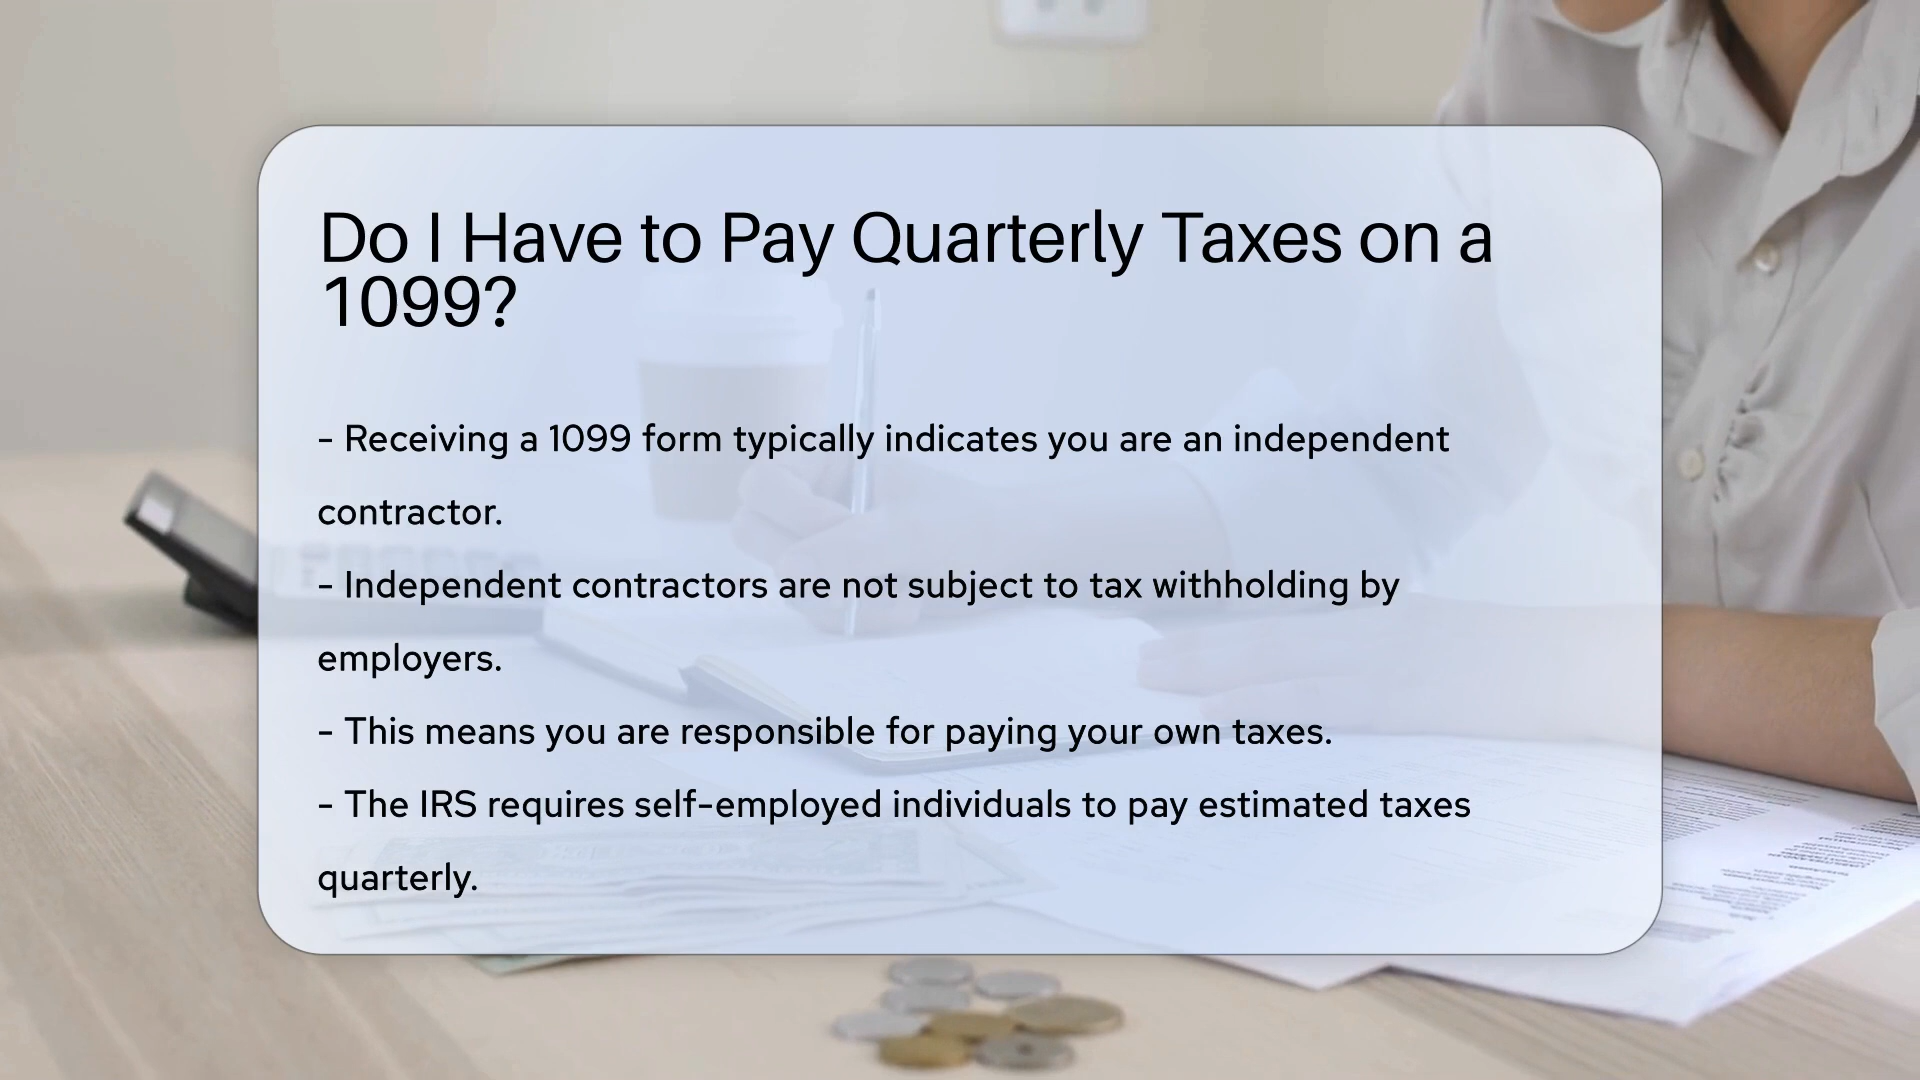 Do I Have to Pay Quarterly Taxes on a
1099?
- Receiving a 1099 form typically indicates you are an independent
contractor.
- Independent contractors are not subject to tax withholding by
employers.
- This means you are responsible for paying your own taxes.
- The IRS requires self-employed individuals to pay estimated taxes
quarterly.